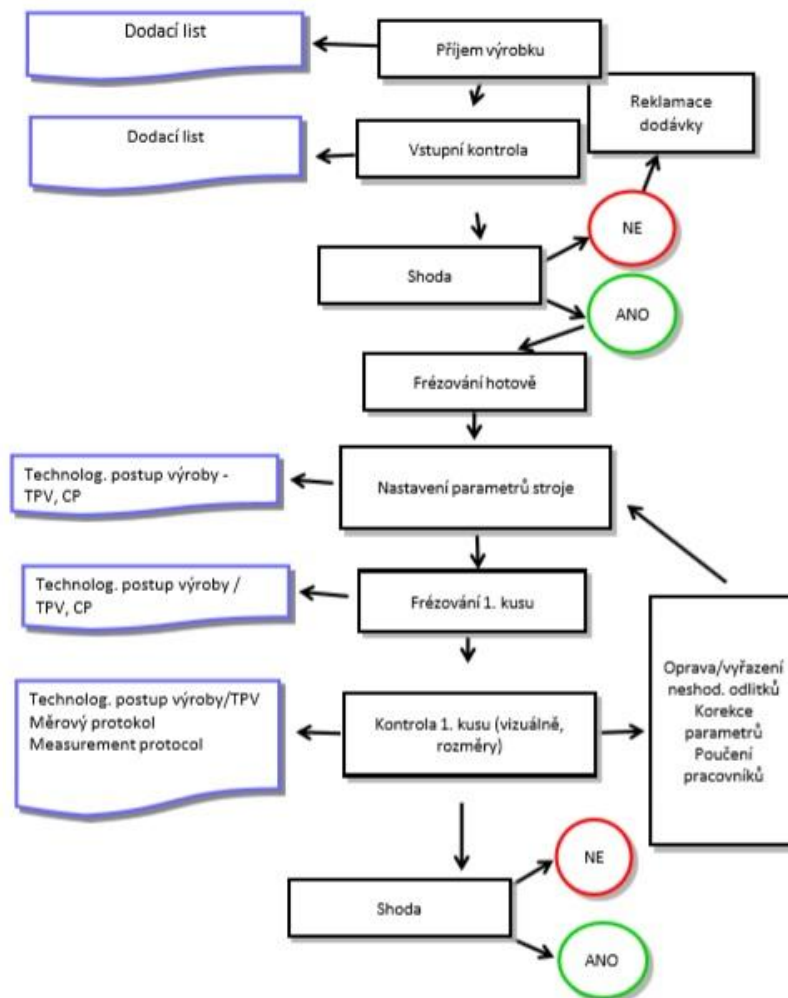 Dodací list
Příjem výrobku
Reklamace
dodávky
Dodací list
Vstupní kontrola
NE
Shoda
ANO
Frézování hotově
Technolog. postup výroby -
TPV, CP
Nastavení parametrů stroje
Technolog. postup výroby /
TPV, CP
Frézování 1. kusu
Technolog. postup výroby/TPV
Měrový protokol
Measurement protocol
Kontrola 1. kusu (vizuálně,
rozměry)
Oprava/vyřazení
neshod. odlitků
Korekce
parametrů
Poučení
pracovníků
NE
Shoda
ANO